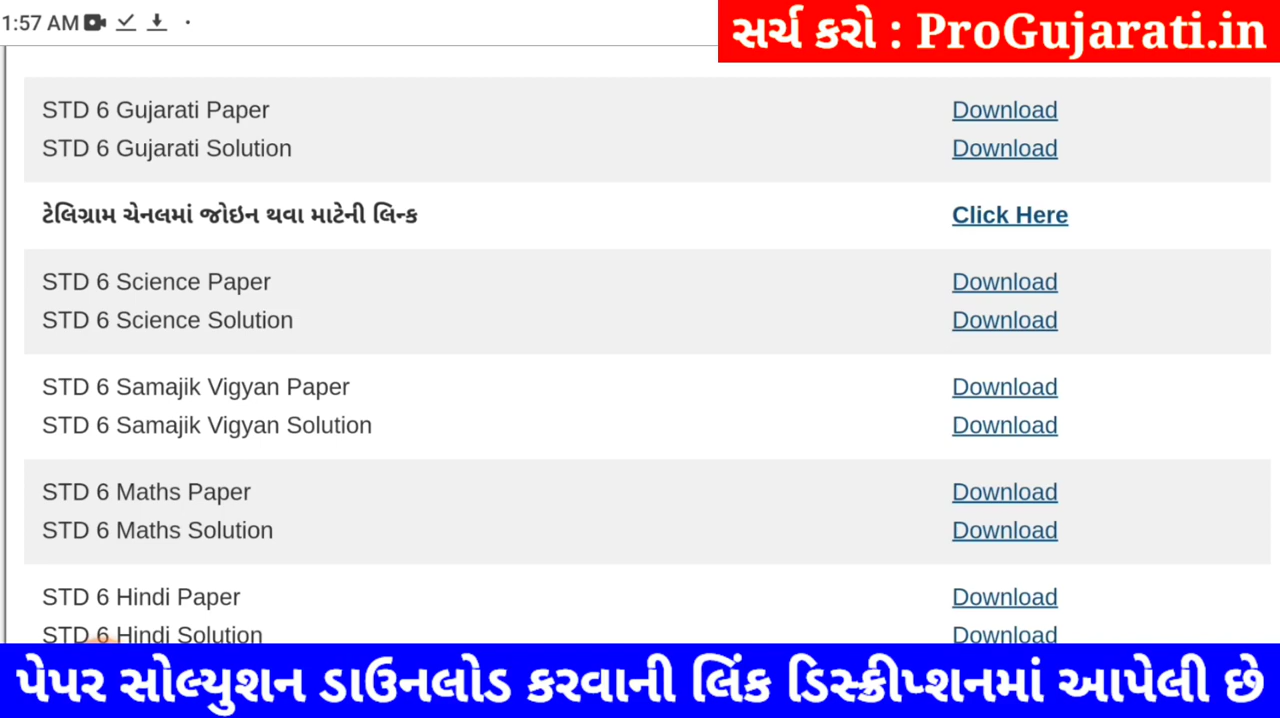 1:57 AM
સર્ચ કરો : ProGujarati.in
STD 6 Gujarati Paper Download
STD 6 Gujarati Solution Download
ટેલિગ્રામ ચેનલમાં જોઇન થવા માટેની લિન્ક Click Here
STD 6 Science Paper Download
STD 6 Science Solution Download
STD 6 Samajik Vigyan Paper Download
STD 6 Samajik Vigyan Solution Download
STD 6 Maths Paper Download
STD 6 Maths Solution Download
STD 6 Hindi Paper Download
STD 6 Hindi Solution Download
પેપર સોલ્યુશન ડાઉનલોડ કરવાની લિંક ડિસ્ક્રીપ્શનમાં આપેલી છે